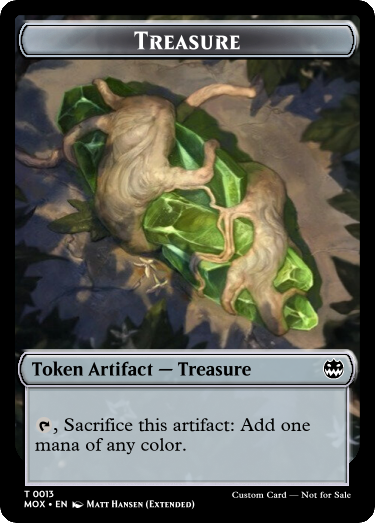 Treasure
Token Artifact — Treasure
, Sacrifice this artifact: Add one
mana of any color.
T 0013
MOX • EN Matt Hansen (Extended)
Custom Card — Not for Sale